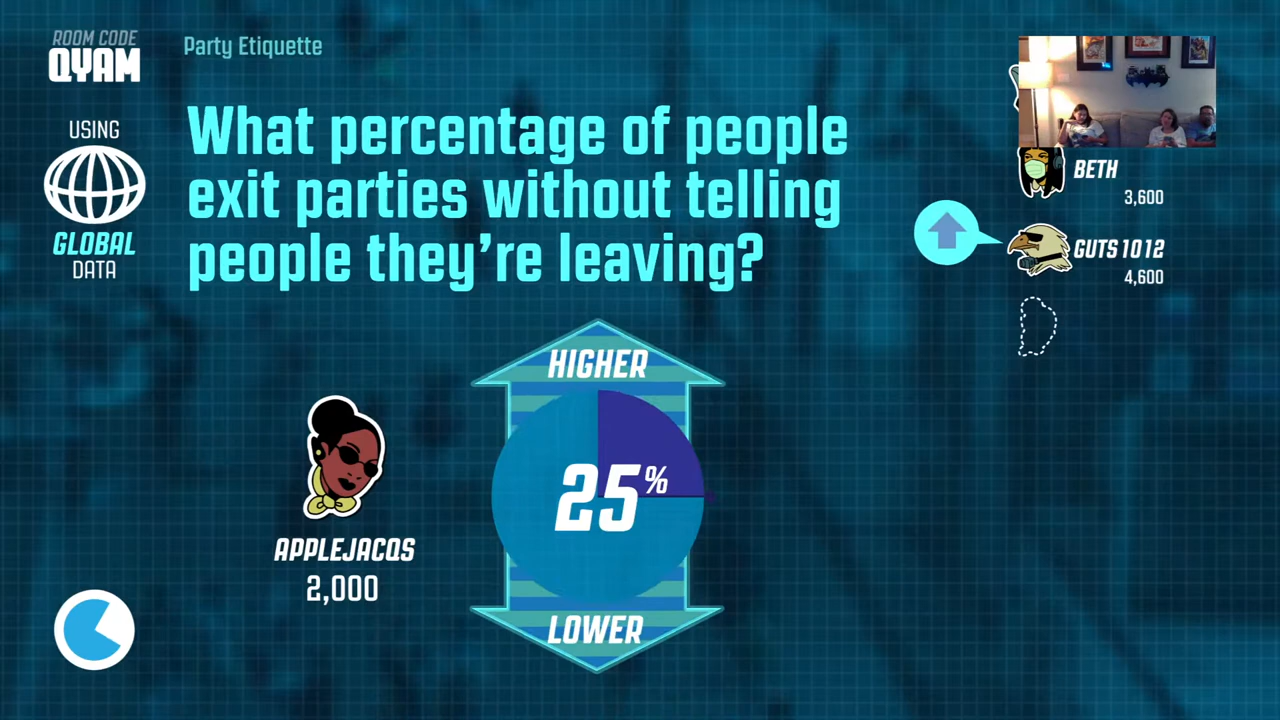 ROOM CODE
QYAM
Party Etiquette
USING
GLOBAL
DATA
What percentage of people
exit parties without telling
people they're leaving?
BETH
3,600
GUTS 1012
4,600
HIGHER
25%
LOWER
APPLEJACQS
2,000